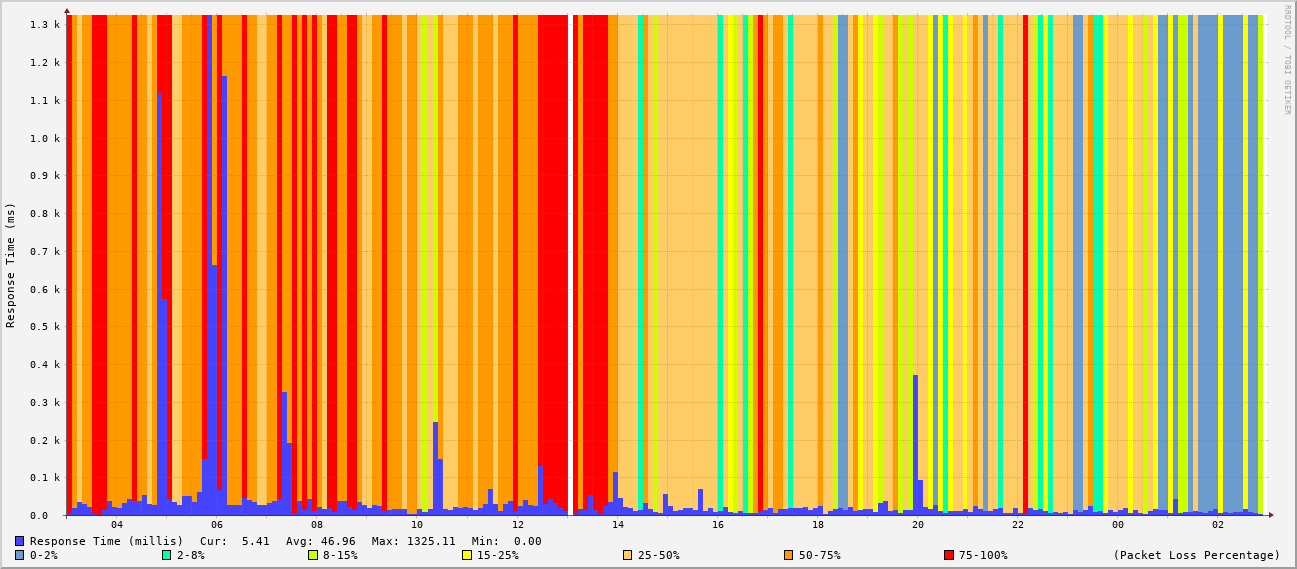 RRDTOOL / TOBI OETIKER
Response Time (ms)
1.3 k
1.2 k
1.1 k
1.0 k
0.9 k
0.8 k
0.7 k
0.6 k
0.5 k
0.4 k
0.3 k
0.2 k
0.1 k
0.0
04 06 08 10 12 14 16 18 20 22 00 02
Response Time (millis) Cur: 5.41 Avg: 46.96 Max: 1325.11 Min: 0.00
0-2% 2-8% 8-15% 15-25% 25-50% 50-75% 75-100% (Packet Loss Percentage)